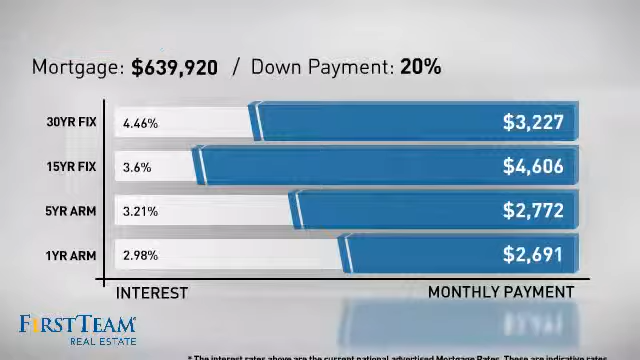 Mortgage: $639,920 / Down Payment: 20%
30YR FIX 4.46% $3,227
15YR FIX 3.6% $4,606
5YR ARM 3.21% $2,772
1YR ARM 2.98% $2,691
INTEREST MONTHLY PAYMENT
FIRSTTEAM®
REAL ESTATE
* The interest rates above are the current national advertised Mortgage Rates. These are indicative rates